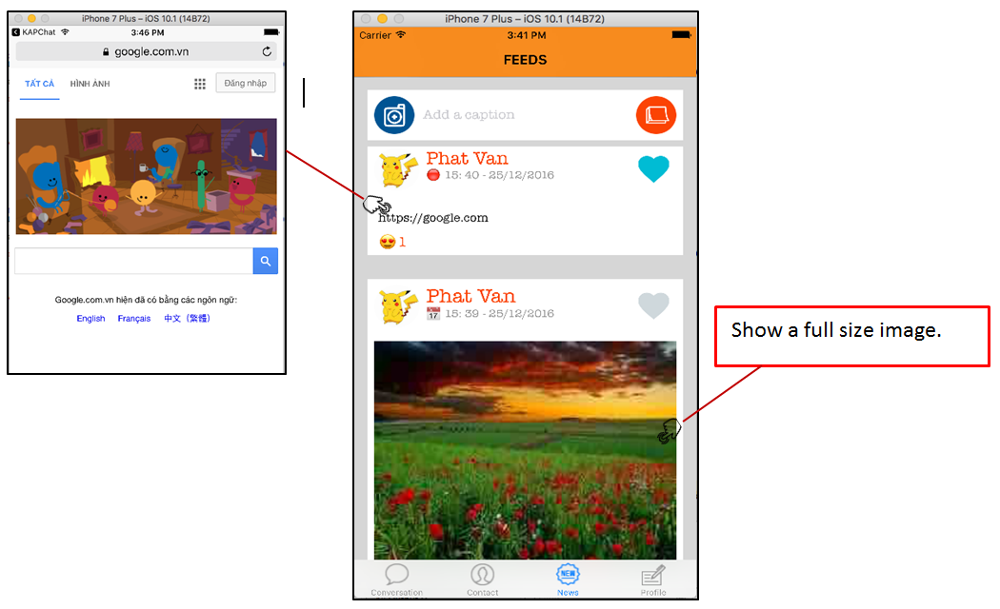 iPhone 7 Plus – iOS 10.1 (14B72)
KAPChat 3:46 PM
google.com.vn
TẤT CẢ HÌNH ẢNH Đăng nhập
Google.com.vn hiện đã có bằng các ngôn ngữ:
English Français 中文（繁體）
iPhone 7 Plus – iOS 10.1 (14B72)
Carrier 3:41 PM
FEEDS
Add a caption
Phat Van
15: 40 - 25/12/2016
https://google.com
1
Phat Van
17 15: 39 - 25/12/2016
Show a full size image.
NEW
Conversation Contact News Profile